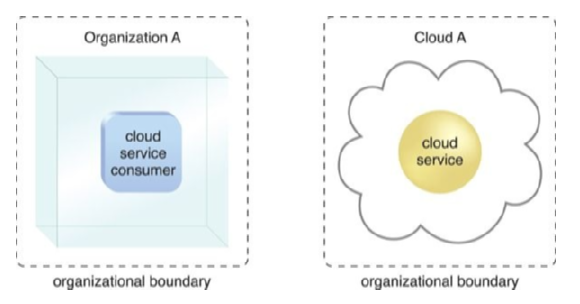 Organization A
cloud
service
consumer
organizational boundary
Cloud A
cloud
service
organizational boundary